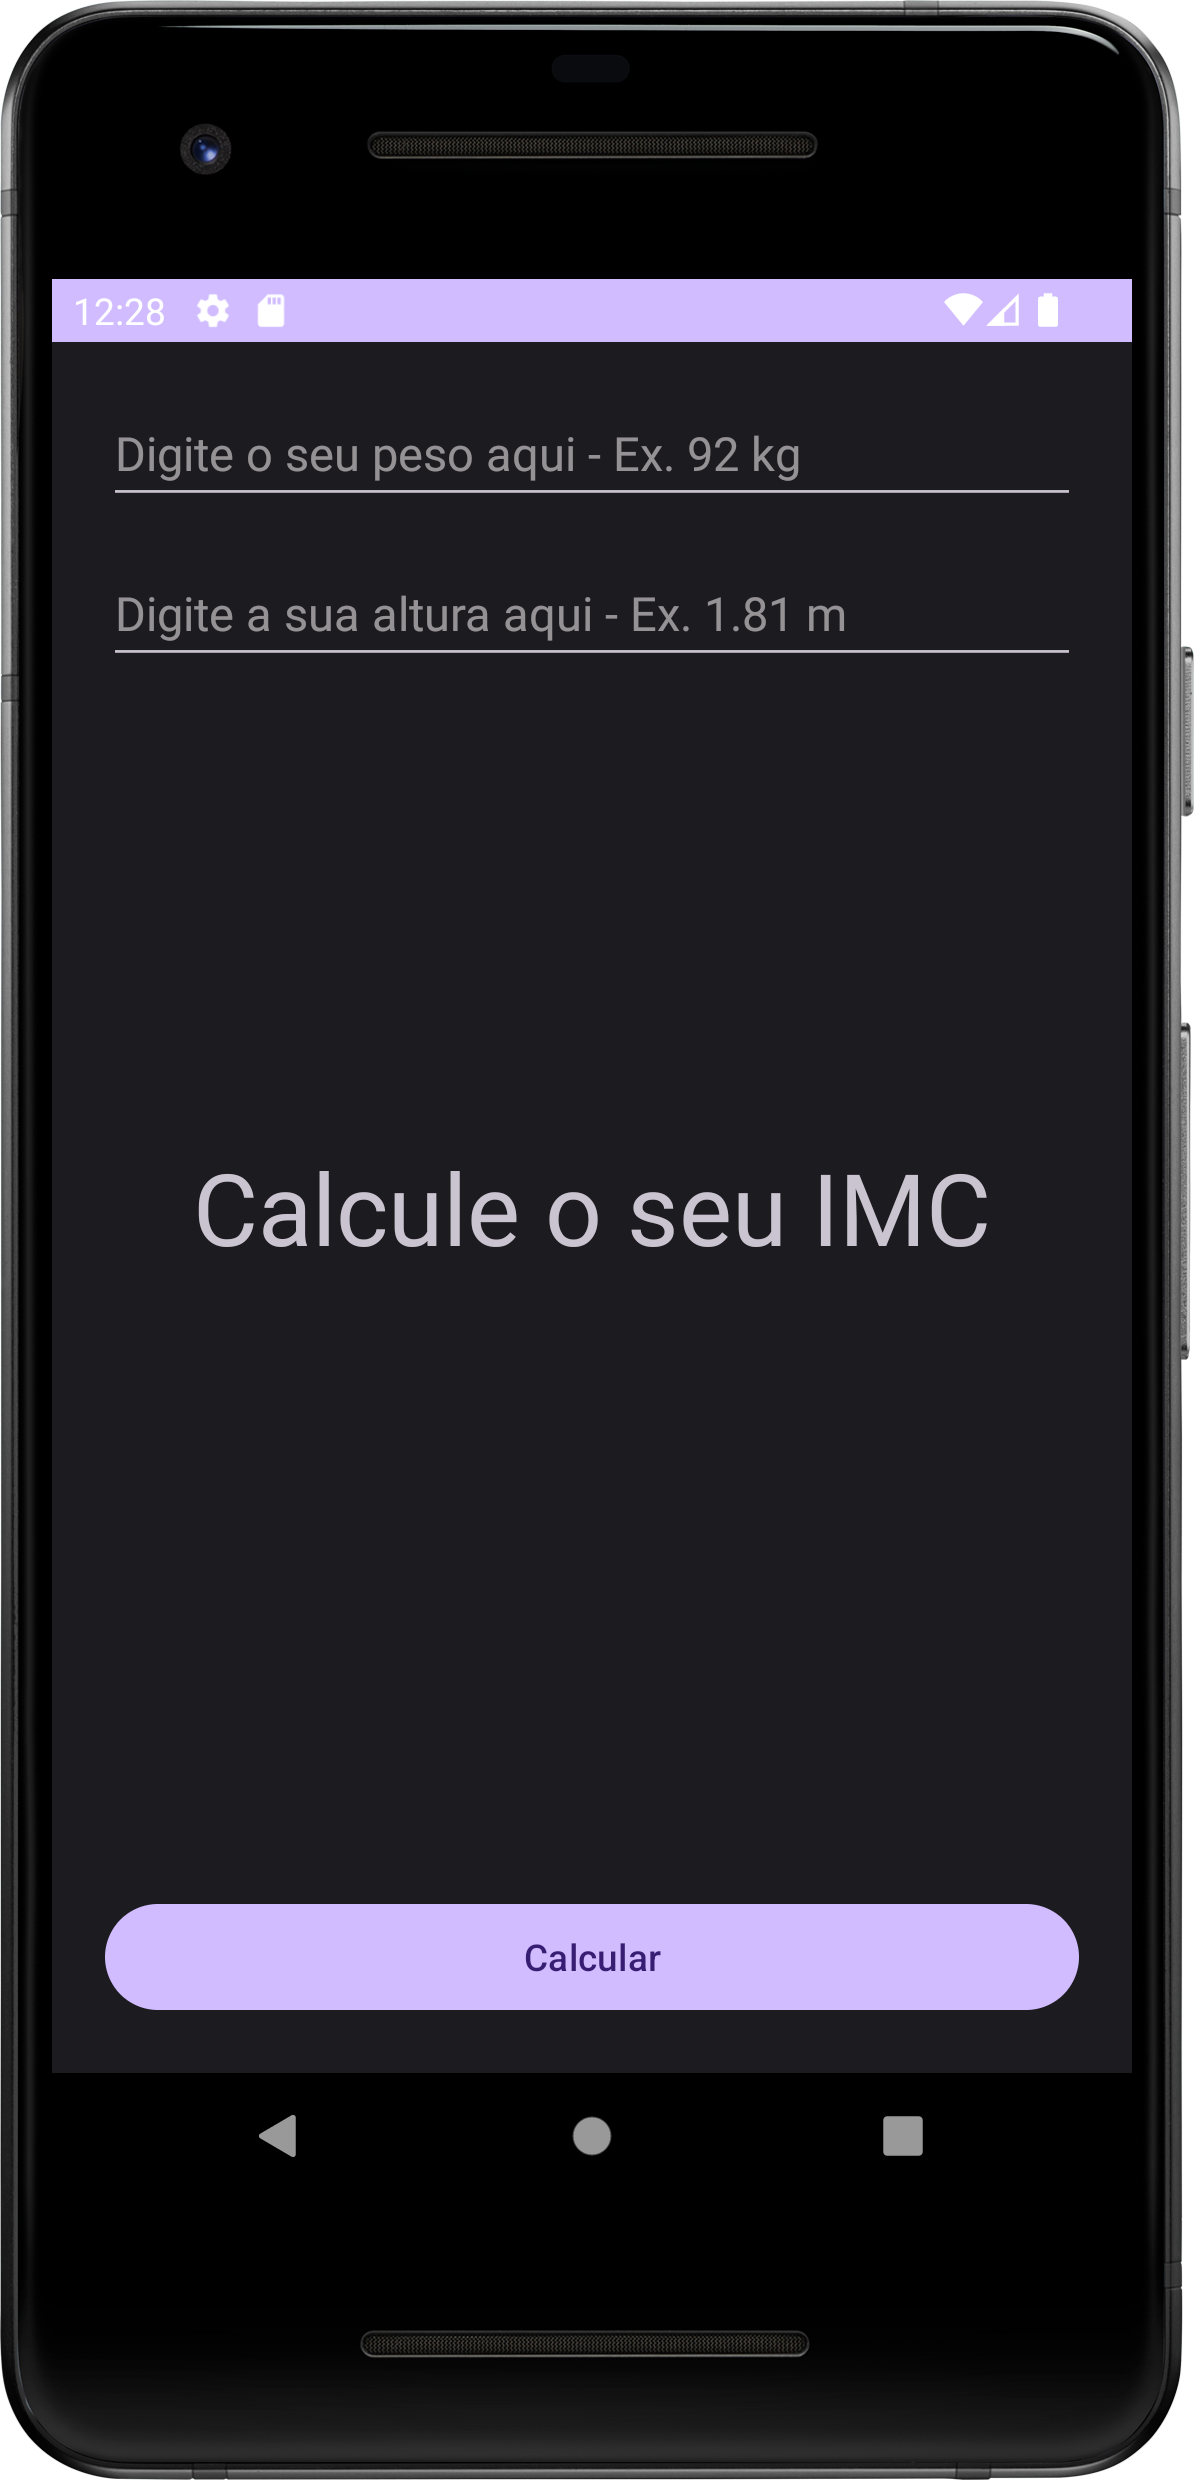 12:28
Digite o seu peso aqui - Ex. 92 kg
Digite a sua altura aqui - Ex. 1.81 m
Calcule o seu IMC
Calcular